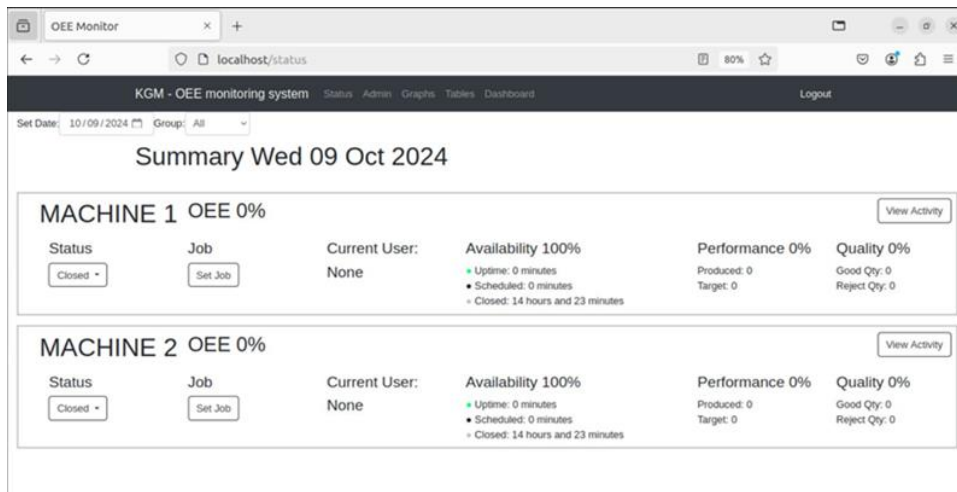 OEE Monitor
localhost/status
80%
KGM - OEE monitoring system Status Admin Graphs Tables Dashboard Logout
Set Date: 10/09/2024 Group: All
Summary Wed 09 Oct 2024
MACHINE 1 OEE 0% View Activity
Status Job Current User: Availability 100% Performance 0% Quality 0%
Closed Set Job None Uptime: 0 minutes Produced: 0 Good Qty: 0
Scheduled: 0 minutes Target: 0 Reject Qty: 0
Closed: 14 hours and 23 minutes
MACHINE 2 OEE 0% View Activity
Status Job Current User: Availability 100% Performance 0% Quality 0%
Closed Set Job None Uptime: 0 minutes Produced: 0 Good Qty: 0
Scheduled: 0 minutes Target: 0 Reject Qty: 0
Closed: 14 hours and 23 minutes